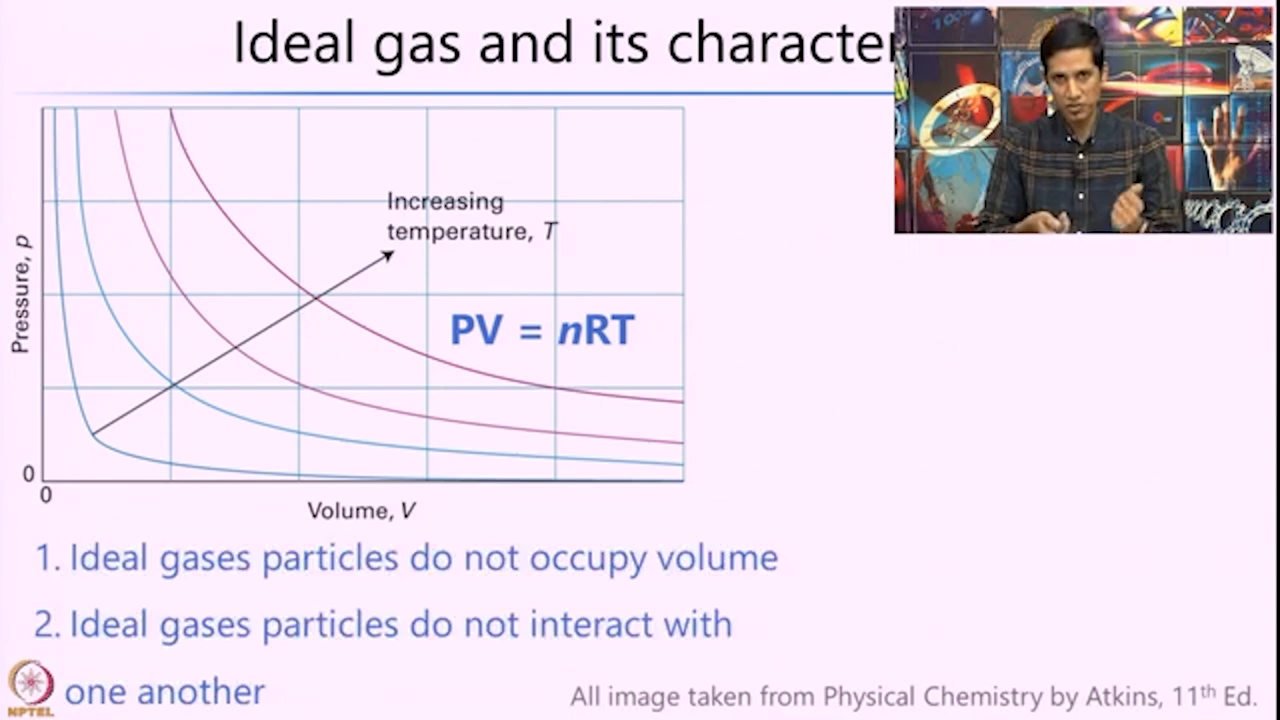 Ideal gas and its character
Increasing
temperature, T
Pressure, p
PV = nRT
0
0
Volume, V
1. Ideal gases particles do not occupy volume
2. Ideal gases particles do not interact with
one another
NPTEL
All image taken from Physical Chemistry by Atkins, 11th Ed.